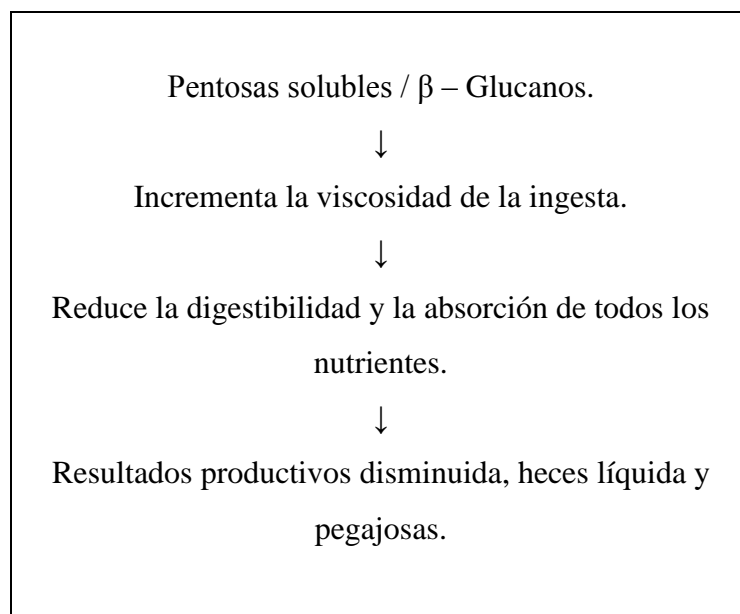 Pentosas solubles / β – Glucanos.
↓
Incrementa la viscosidad de la ingesta.
↓
Reduce la digestibilidad y la absorción de todos los
nutrientes.
↓
Resultados productivos disminuida, heces líquida y
pegajosas.